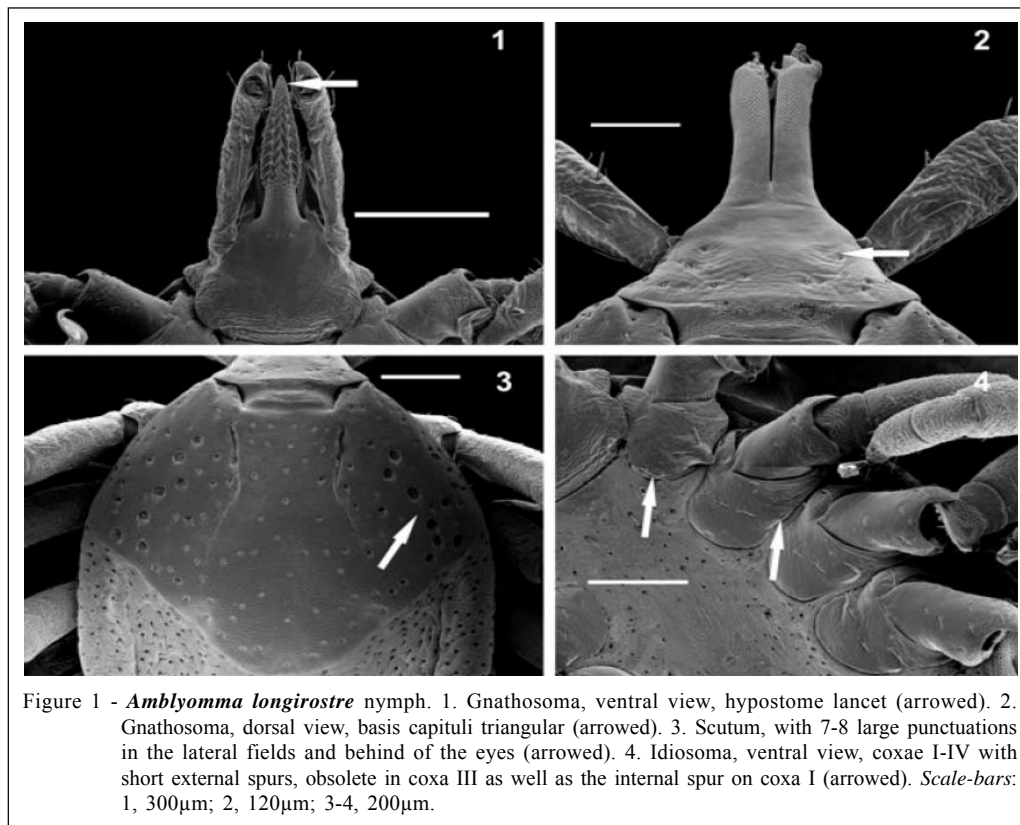 1
2
3
4
Figure 1 - Amblyomma longirostre nymph. 1. Gnathosoma, ventral view, hypostome lancet (arrowed). 2.
Gnathosoma, dorsal view, basis capituli triangular (arrowed). 3. Scutum, with 7-8 large punctuations
in the lateral fields and behind of the eyes (arrowed). 4. Idiosoma, ventral view, coxae I-IV with
short external spurs, obsolete in coxa III as well as the internal spur on coxa I (arrowed). Scale-bars:
1, 300µm; 2, 120µm; 3-4, 200µm.